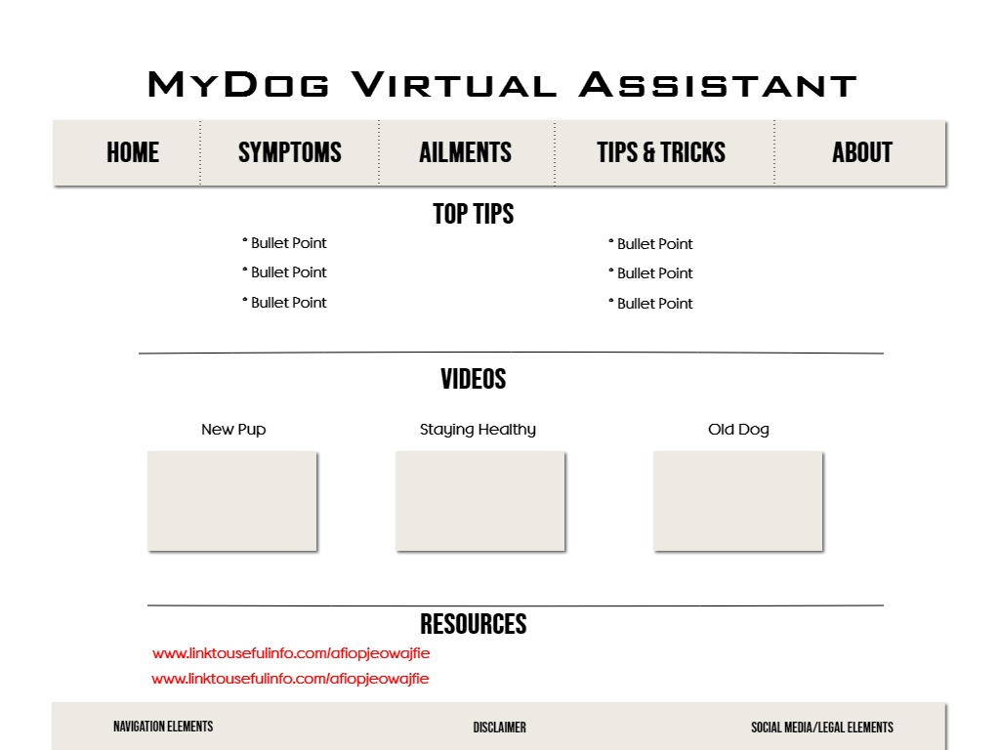 MyDog Virtual Assistant
HOME SYMPTOMS AILMENTS TIPS & TRICKS ABOUT
TOP TIPS
* Bullet Point * Bullet Point
* Bullet Point * Bullet Point
* Bullet Point * Bullet Point
VIDEOS
New Pup Staying Healthy Old Dog
RESOURCES
www.linktousefulinfo.com/afiopjeowajfie
www.linktousefulinfo.com/afiopjeowajfie
NAVIGATION ELEMENTS DISCLAIMER SOCIAL MEDIA/LEGAL ELEMENTS